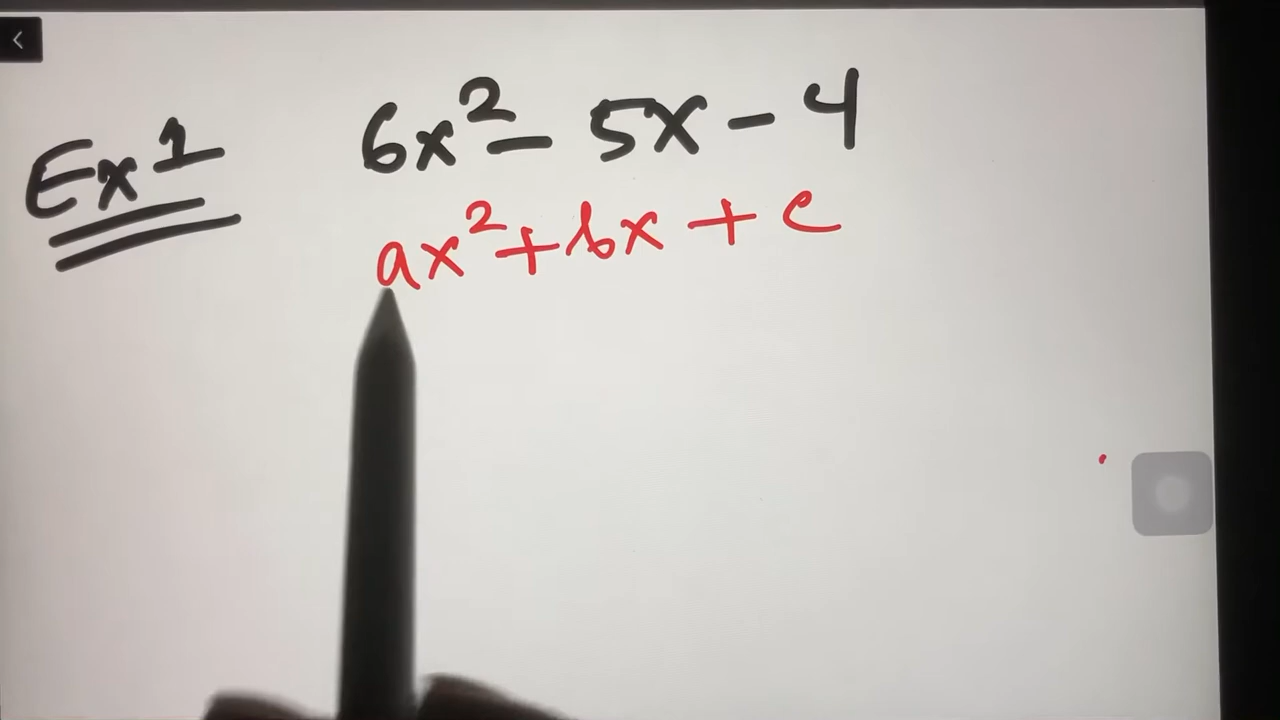 Ex 1
6x² - 5x - 4
ax² + bx + c